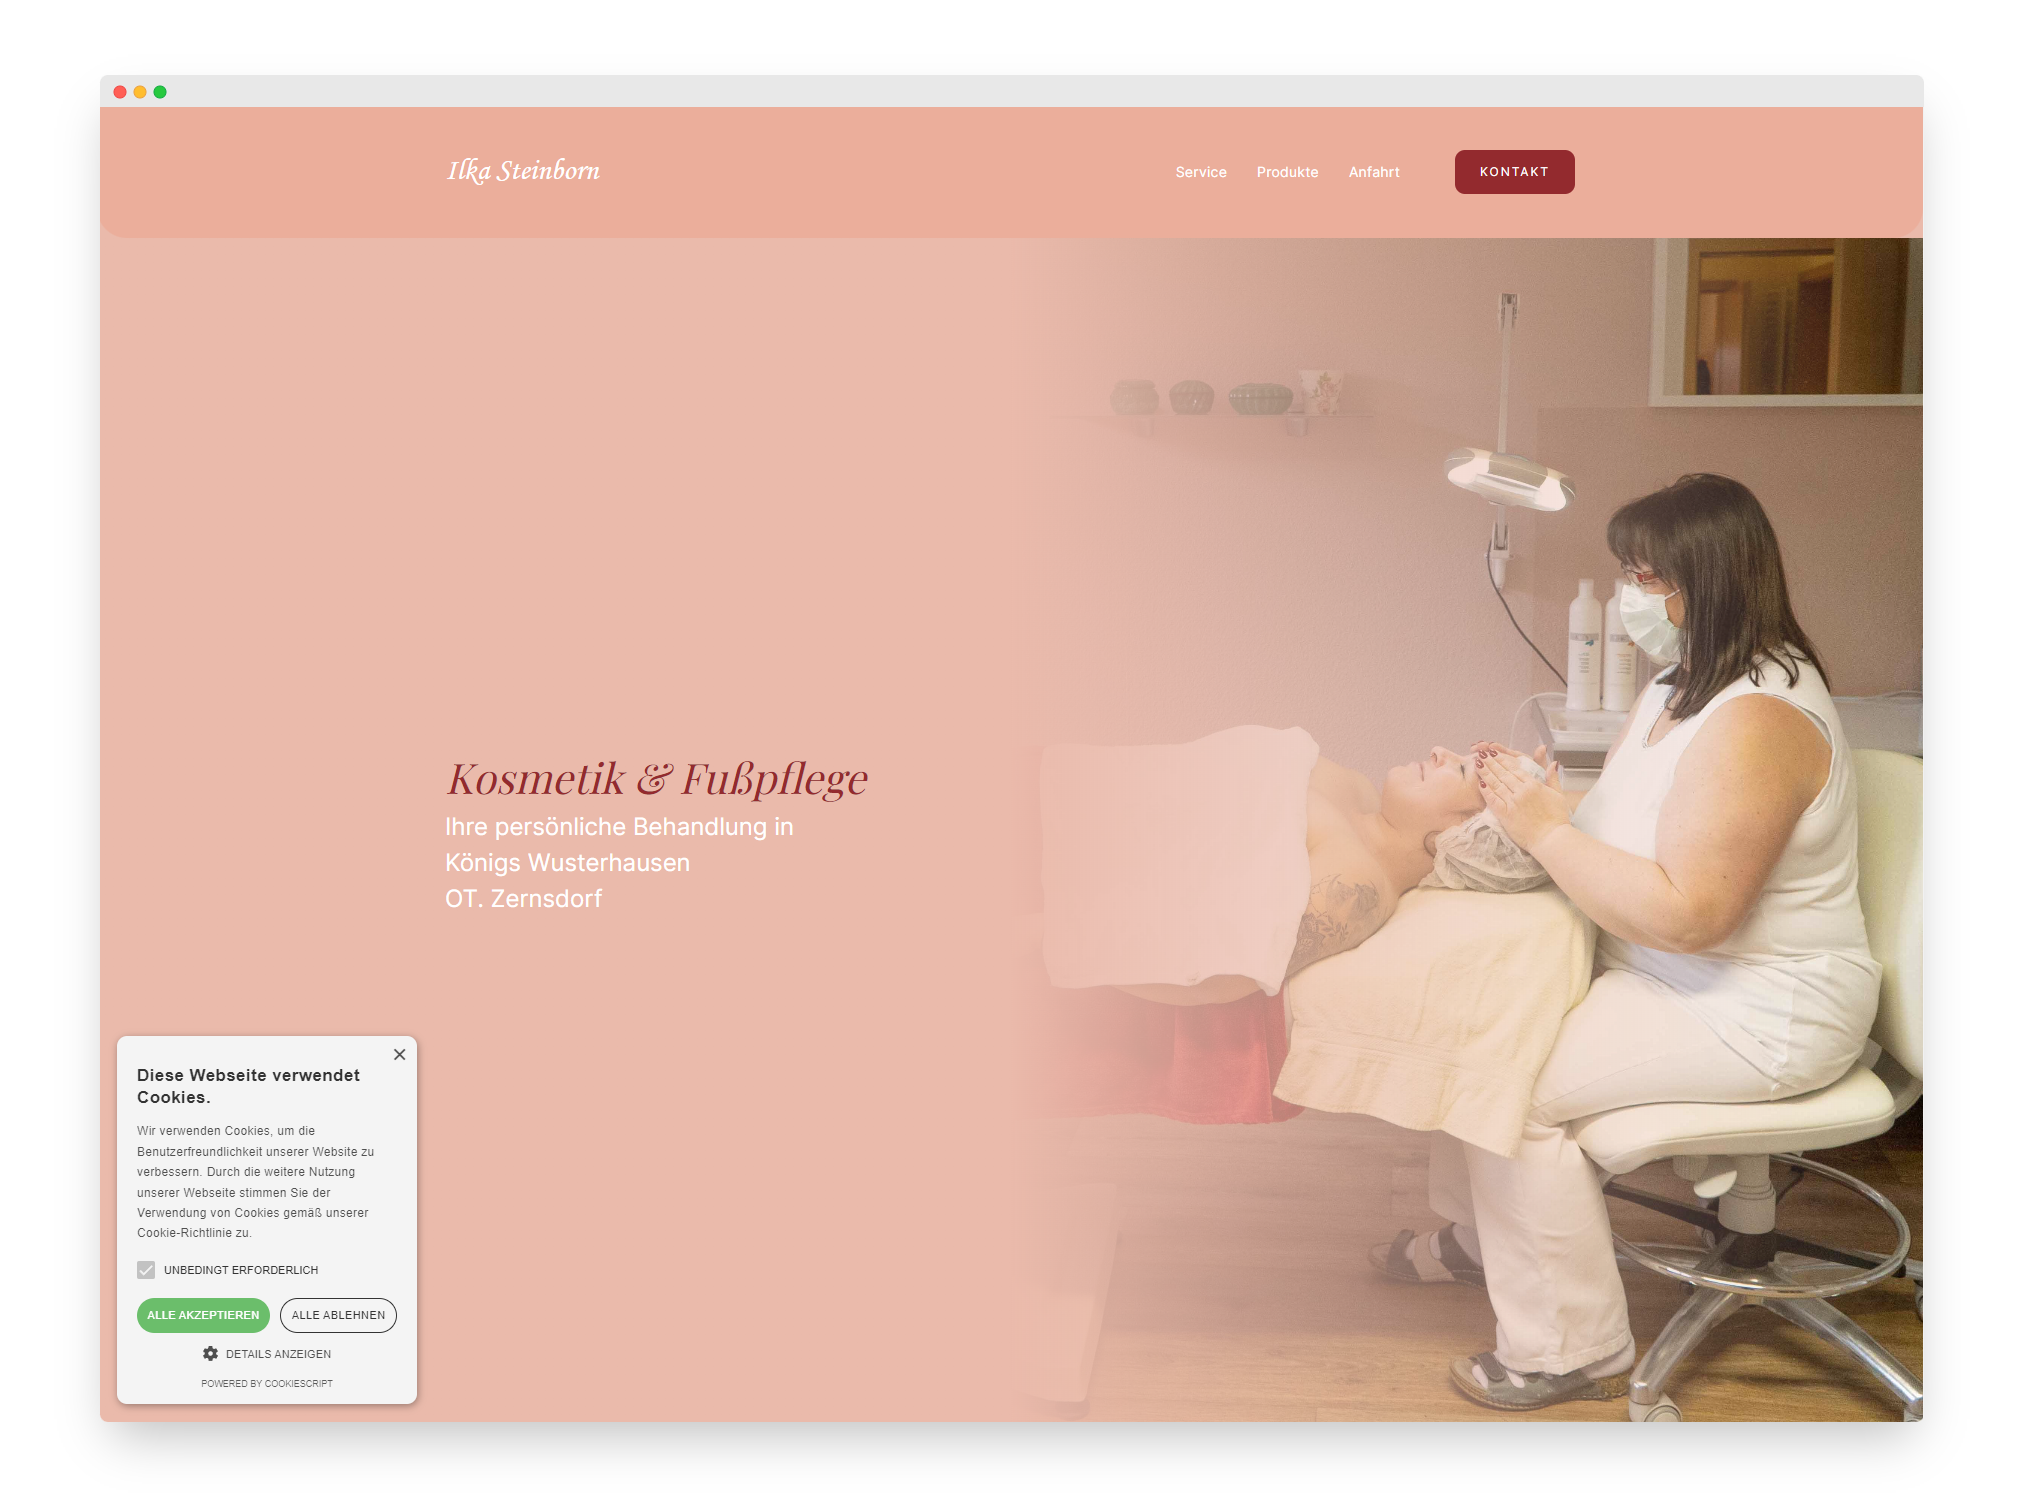 Ilka Steinborn
Service
Produkte
Anfahrt
KONTAKT
Kosmetik & Fußpflege
Ihre persönliche Behandlung in
Königs Wusterhausen
OT. Zernsdorf
Diese Webseite verwendet
Cookies.
Wir verwenden Cookies, um die
Benutzerfreundlichkeit unserer Website zu
verbessern. Durch die weitere Nutzung
unserer Webseite stimmen Sie der
Verwendung von Cookies gemäß unserer
Cookie-Richtlinie zu.
UNBEDINGT ERFORDERLICH
ALLE AKZEPTIEREN
ALLE ABLEHNEN
DETAILS ANZEIGEN
POWERED BY COOKIESCRIPT